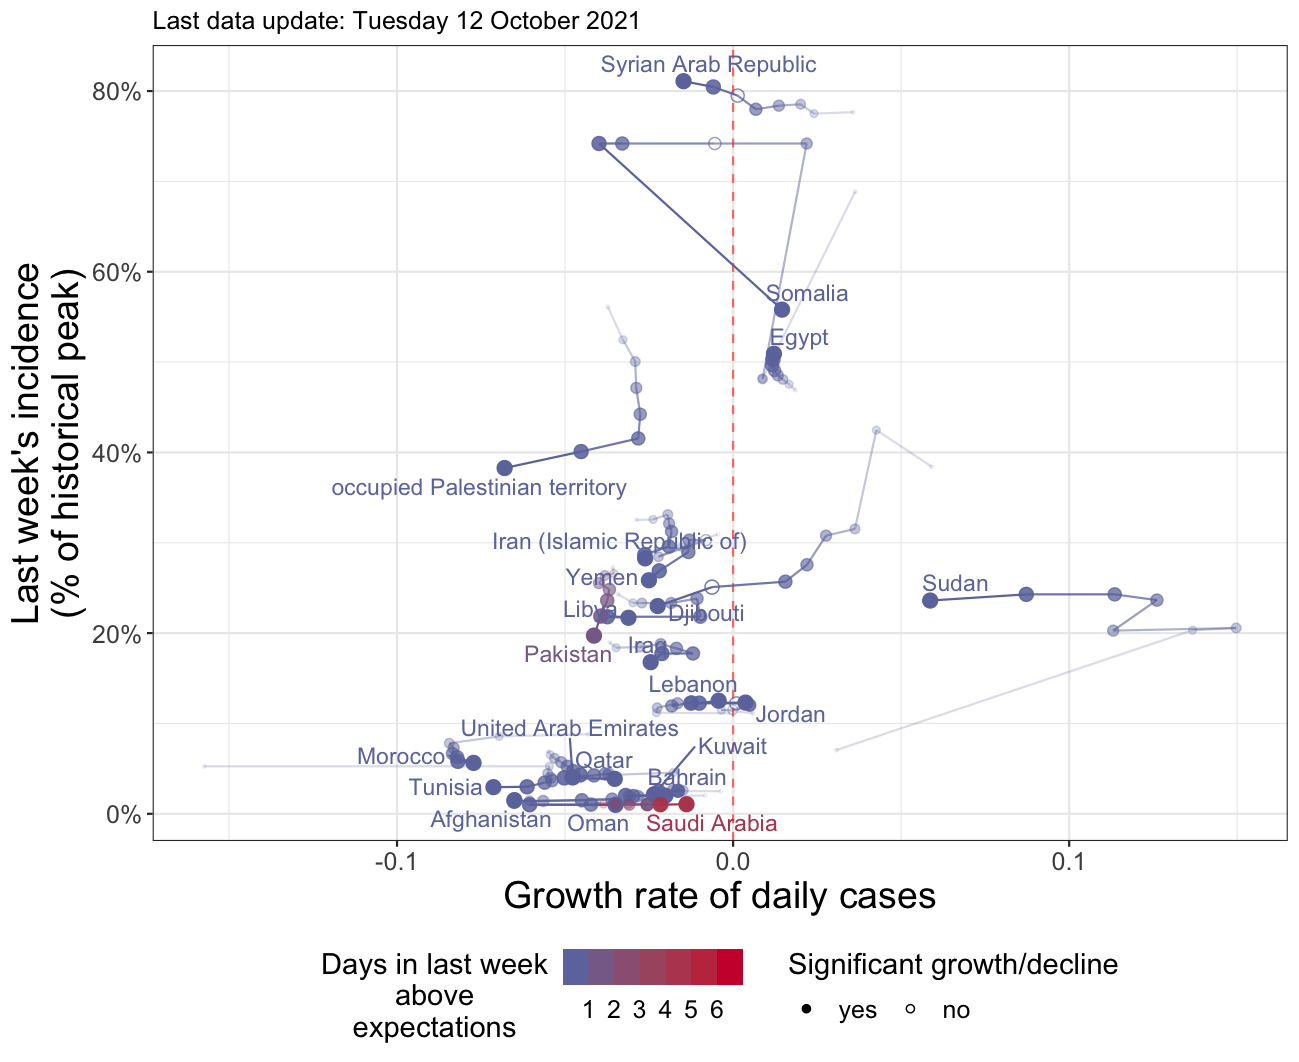 Last data update: Tuesday 12 October 2021
Last week's incidence
(% of historical peak)
80%
60%
40%
20%
0%
Syrian Arab Republic
Somalia
Egypt
occupied Palestinian territory
Iran (Islamic Republic of)
Yemen
Sudan
Libya
Djibouti
Iraq
Pakistan
Lebanon
Jordan
United Arab Emirates
Kuwait
Morocco
Qatar
Bahrain
Tunisia
Afghanistan
Oman
Saudi Arabia
-0.1
0.0
0.1
Growth rate of daily cases
Days in last week
above
expectations
1 2 3 4 5 6
Significant growth/decline
yes
no